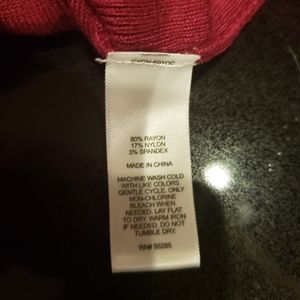 80% RAYON
17% NYLON
3% SPANDEX
MADE IN CHINA
MACHINE WASH COLD
WITH LIKE COLORS.
GENTLE CYCLE. ONLY
NON-CHLORINE
BLEACH WHEN
NEEDED. LAY FLAT
TO DRY. WARM IRON
IF NEEDED. DO NOT
TUMBLE DRY.
RN# 55285